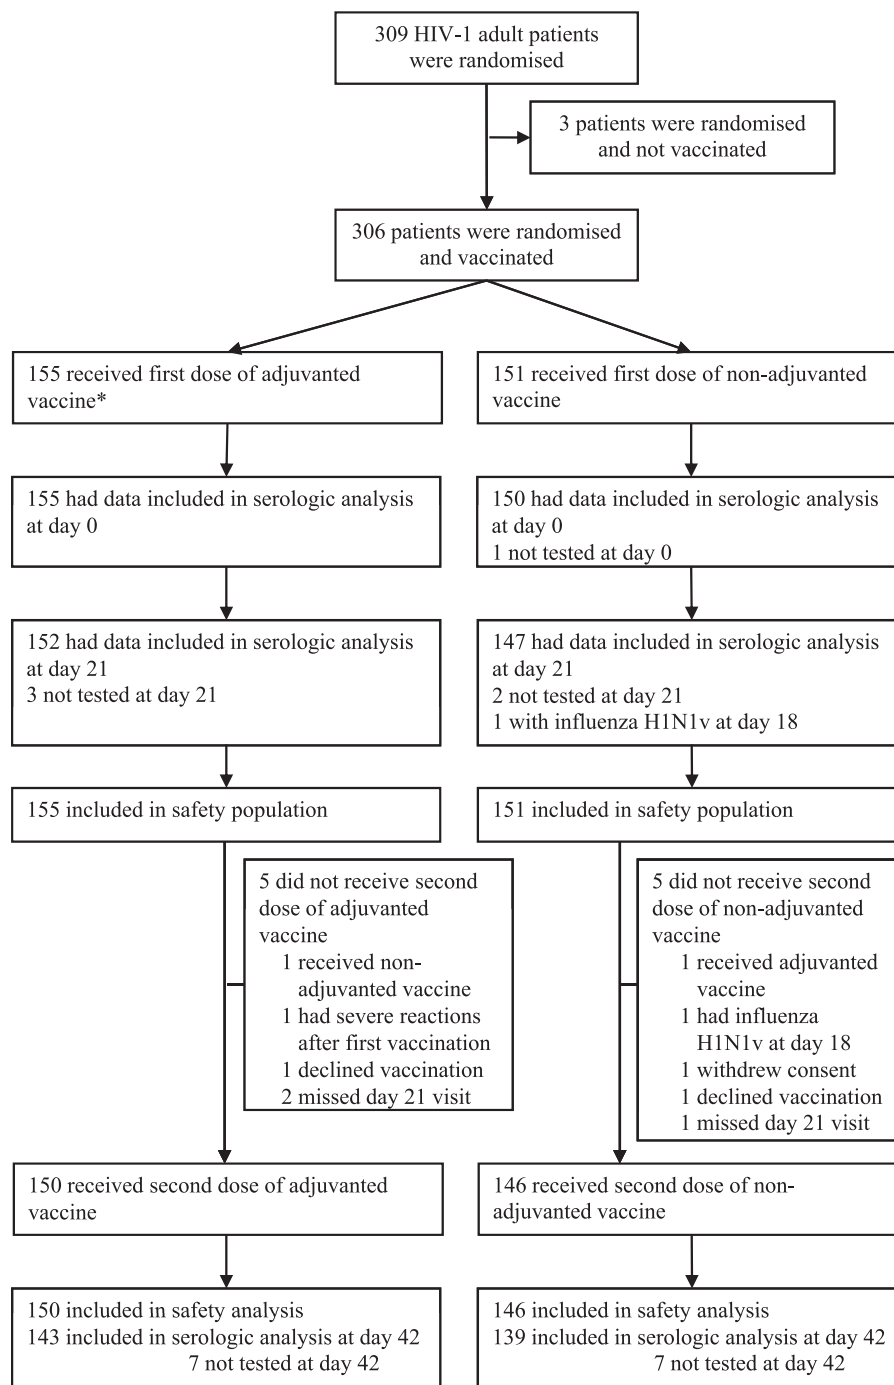 309 HIV-1 adult patients
were randomised
3 patients were randomised
and not vaccinated
306 patients were randomised
and vaccinated
155 received first dose of adjuvanted
vaccine*
151 received first dose of non-adjuvanted
vaccine
155 had data included in serologic analysis
at day 0
150 had data included in serologic analysis
at day 0
1 not tested at day 0
152 had data included in serologic analysis
at day 21
3 not tested at day 21
147 had data included in serologic analysis
at day 21
2 not tested at day 21
1 with influenza H1N1v at day 18
155 included in safety population
151 included in safety population
5 did not receive second
dose of adjuvanted
vaccine
1 received non-
adjuvanted vaccine
1 had severe reactions
after first vaccination
1 declined vaccination
2 missed day 21 visit
5 did not receive second
dose of non-adjuvanted
vaccine
1 received adjuvanted
vaccine
1 had influenza
H1N1v at day 18
1 withdrew consent
1 declined vaccination
1 missed day 21 visit
150 received second dose of adjuvanted
vaccine
146 received second dose of non-
adjuvanted vaccine
150 included in safety analysis
143 included in serologic analysis at day 42
7 not tested at day 42
146 included in safety analysis
139 included in serologic analysis at day 42
7 not tested at day 42